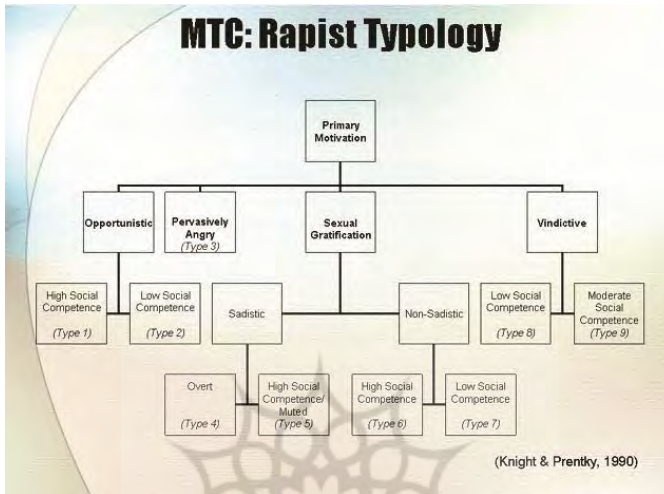 MTC: Rapist Typology
Primary
Motivation
Opportunistic
Pervasively
Angry
(Type 3)
Sexual
Gratification
Vindictive
High Social
Competence
(Type 1)
Low Social
Competence
(Type 2)
Sadistic
Non-Sadistic
Low Social
Competence
(Type 8)
Moderate
Social
Competence
(Type 9)
Overt
(Type 4)
High Social
Competence/
Muted
(Type 5)
High Social
Competence
(Type 6)
Low Social
Competence
(Type 7)
(Knight & Prentky, 1990)